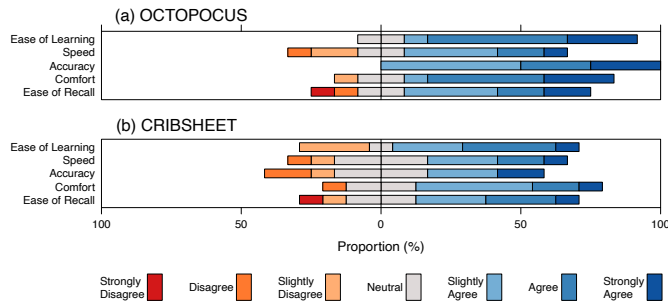 (a) OCTOPOCUS
Ease of Learning
Speed
Accuracy
Comfort
Ease of Recall
(b) CRIBSHEET
Ease of Learning
Speed
Accuracy
Comfort
Ease of Recall
100 50 0 50 100
Proportion (%)
Strongly Disagree
Disagree
Slightly Disagree
Neutral
Slightly Agree
Agree
Strongly Agree